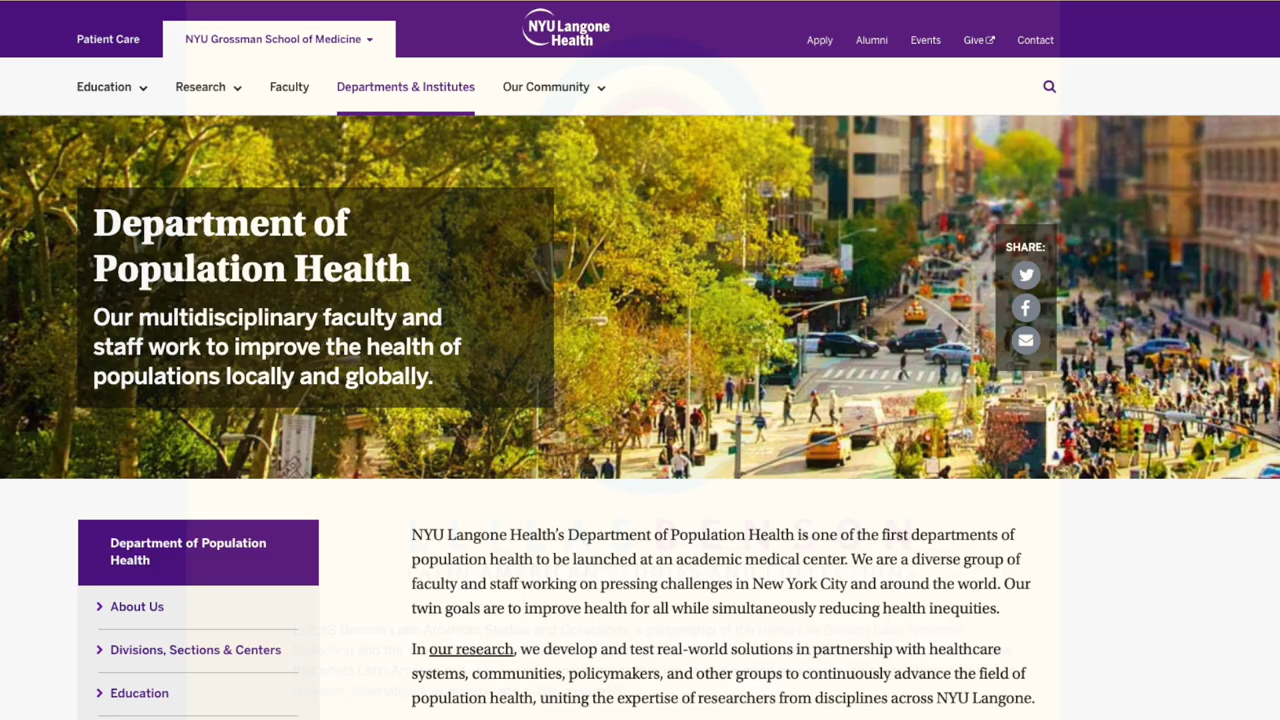 Patient Care
NYU Grossman School of Medicine
NYU Langone
Health
Apply
Alumni
Events
Give
Contact
Education
Research
Faculty
Departments & Institutes
Our Community
Department of
Population Health
Our multidisciplinary faculty and
staff work to improve the health of
populations locally and globally.
SHARE:
Department of Population
Health
About Us
Divisions, Sections & Centers
Education
NYU Langone Health’s Department of Population Health is one of the first departments of
population health to be launched at an academic medical center. We are a diverse group of
faculty and staff working on pressing challenges in New York City and around the world. Our
twin goals are to improve health for all while simultaneously reducing health inequities.
In our research, we develop and test real-world solutions in partnership with healthcare
systems, communities, policymakers, and other groups to continuously advance the field of
population health, uniting the expertise of researchers from disciplines across NYU Langone.